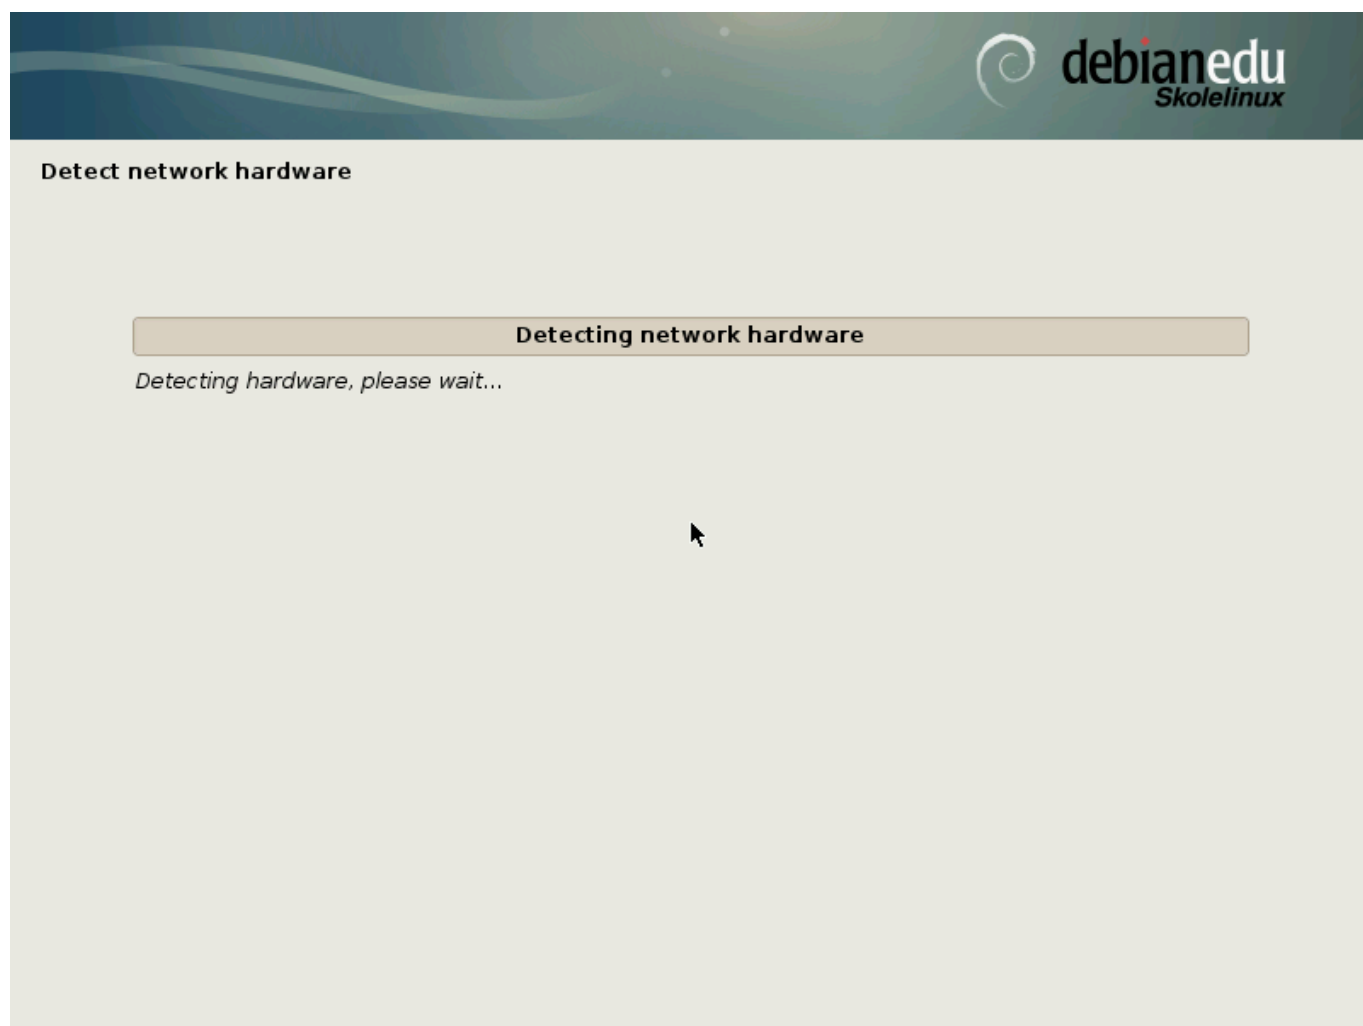 debianedu
Skolelinux
Detect network hardware
Detecting network hardware
Detecting hardware, please wait...